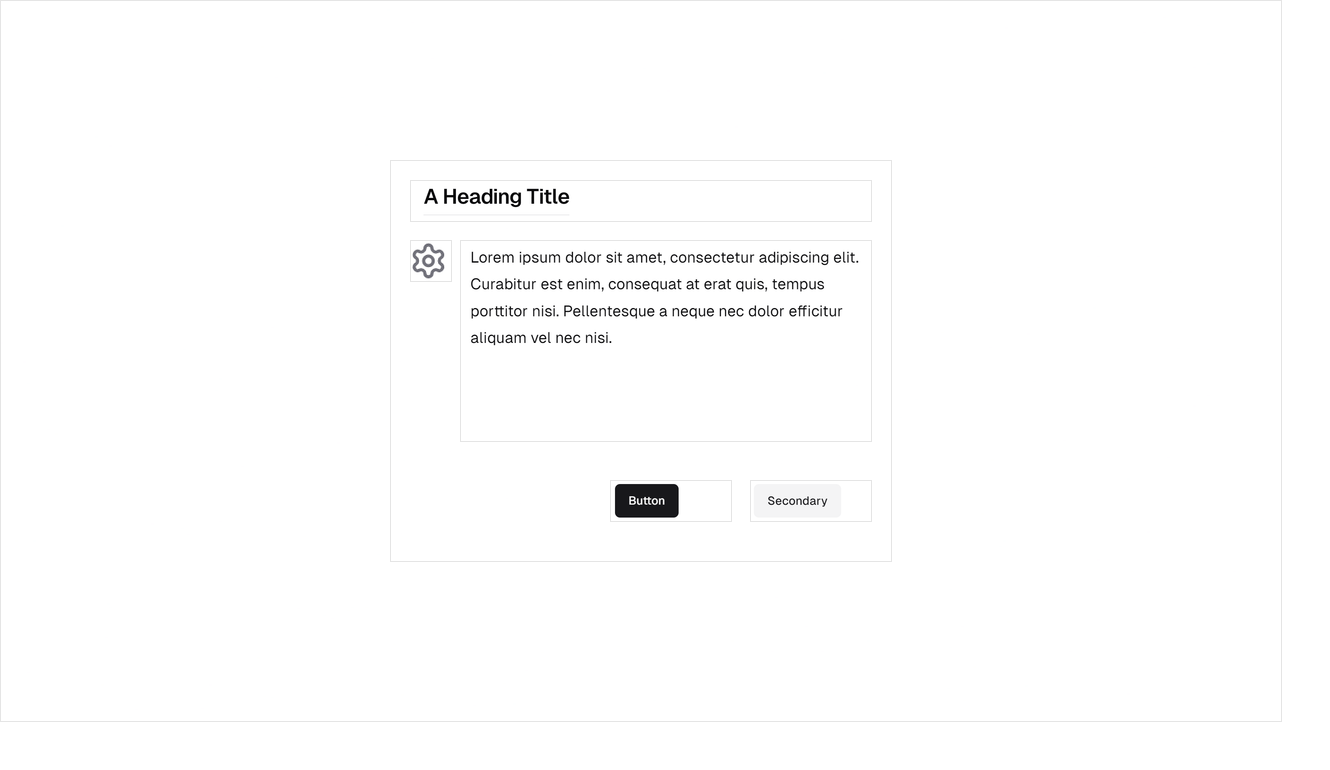 A Heading Title
Lorem ipsum dolor sit amet, consectetur adipiscing elit.
Curabitur est enim, consequat at erat quis, tempus
porttitor nisi. Pellentesque a neque nec dolor efficitur
aliquam vel nec nisi.
Button
Secondary